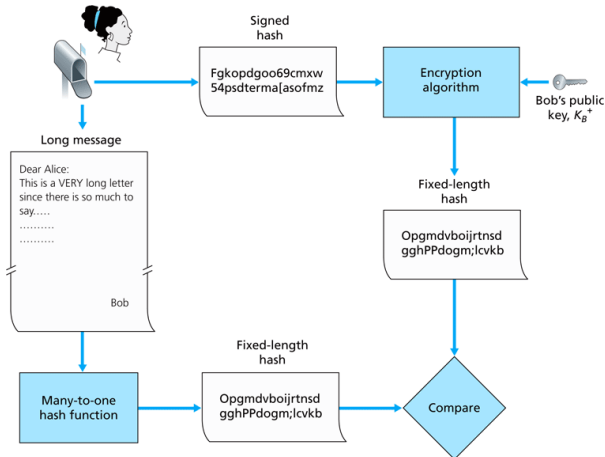 Signed
hash
Fgkopdgoo69cmxw
54psdterma[asofmz
Encryption
algorithm
Bob's public
key, K_B^+
Long message
Dear Alice:
This is a VERY long letter
since there is so much to
say.....
..........
..........
Bob
Fixed-length
hash
Opgmdvboijrtnsd
gghPPdogm;lcvkb
Many-to-one
hash function
Fixed-length
hash
Opgmdvboijrtnsd
gghPPdogm;lcvkb
Compare